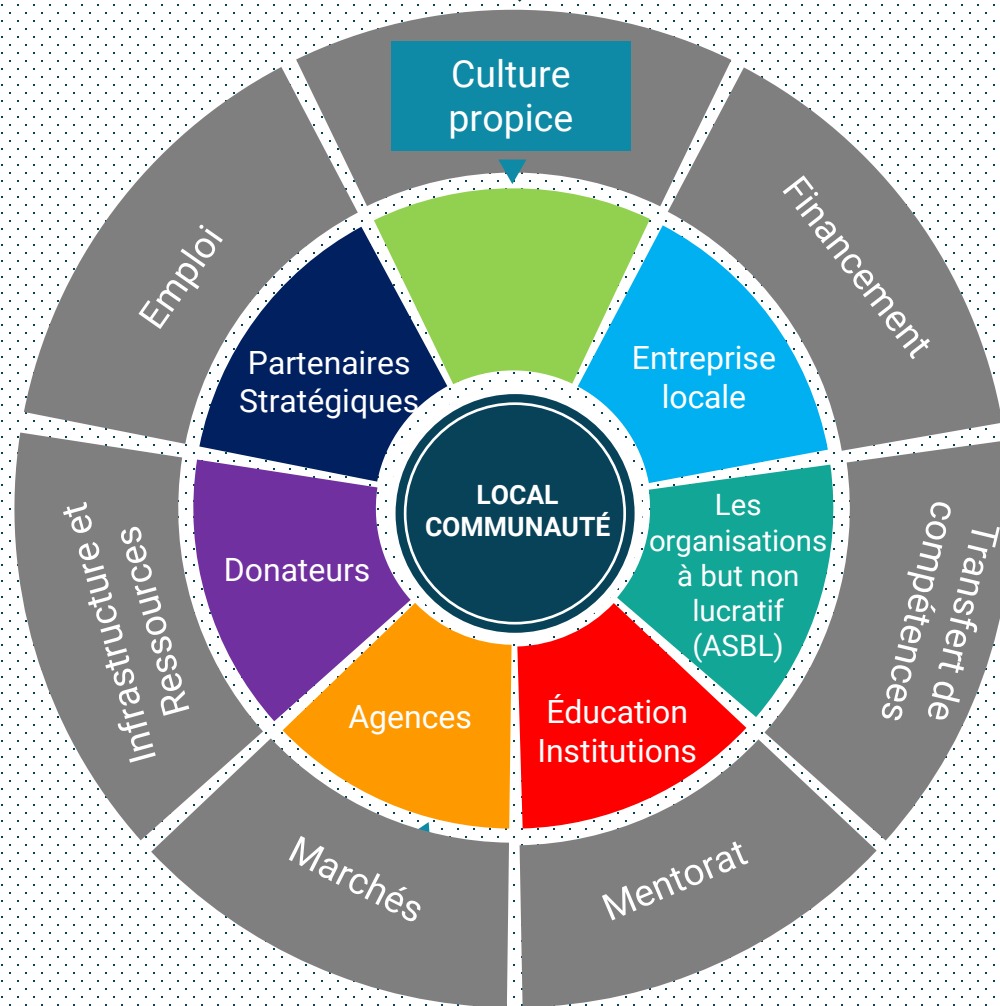 Culture
propice
Financement
Emploi
Partenaires
Stratégiques
Entreprise
locale
LOCAL
COMMUNAUTÉ
Les
organisations
à but non
lucratif
(ASBL)
Transfert de
compétences
Infrastructure et
Ressources
Donateurs
Agences
Éducation
Institutions
Marchés
Mentorat